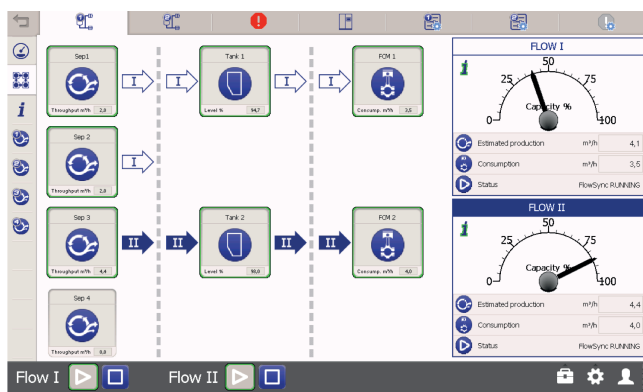 Sep1
Throughput m³/h 2,0
I
I
Tank 1
Level % 94,7
I
I
FCM 1
Consump. m³/h 3,5
Sep 2
Throughput m³/h 2,0
I
Sep 3
Throughput m³/h 4,4
II
II
Tank 2
Level % 90,0
II
II
FCM 2
Consump. m³/h 4,0
Sep 4
Throughput m³/h 0,0
FLOW I
i
0 25 50 75 100
Capacity %
Estimated production m³/h 4,1
Consumption m³/h 3,5
Status FlowSync RUNNING
FLOW II
i
0 25 50 75 100
Capacity %
Estimated production m³/h 4,4
Consumption m³/h 4,0
Status FlowSync RUNNING
i
Flow I
Flow II